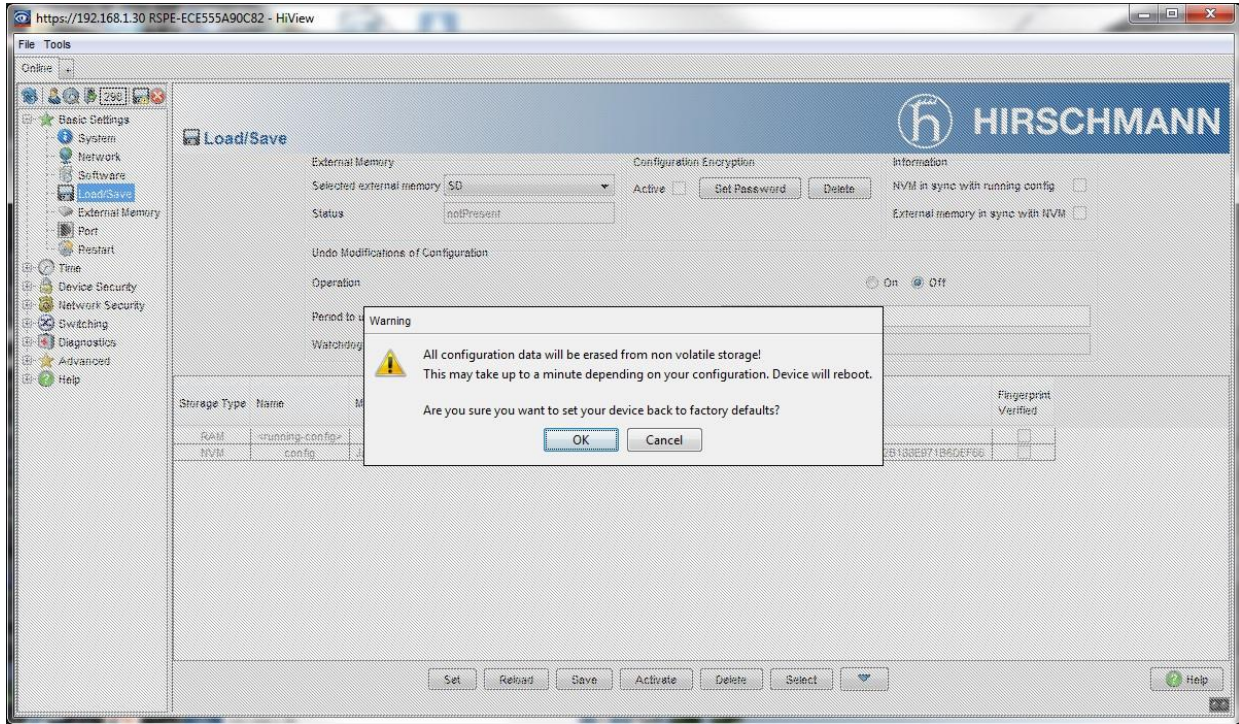 https://192.168.1.30 RSPE-ECE555A90C82 - HiView
File Tools
Online +
298
Basic Settings
System
Network
Software
Load/Save
External Memory
Port
Restart
Time
Device Security
Network Security
Switching
Diagnostics
Advanced
Help
HIRSCHMANN
Load/Save
External Memory
Selected external memory SD
Status notPresent
Configuration Encryption
Active Set Password Delete
Information
NVM in sync with running config
External memory in sync with NVM
Undo Modifications of Configuration
Operation On Off
Period to u
Watchdog
Warning
All configuration data will be erased from non volatile storage!
This may take up to a minute depending on your configuration. Device will reboot.
Are you sure you want to set your device back to factory defaults?
OK Cancel
Storage Type Name M Fingerprint
Verified
RAM <running-config>
NVM config
Set Reload Save Activate Delete Select Help